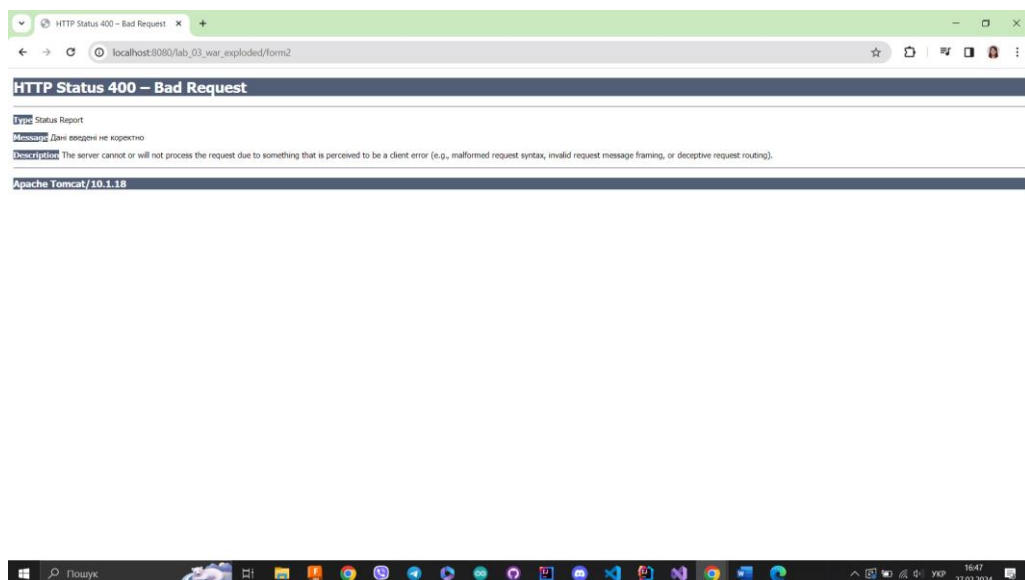 HTTP Status 400 – Bad Request
localhost:8080/lab_03_war_exploded/form2
HTTP Status 400 – Bad Request
Type Status Report
Message Дані введені не коректно
Description The server cannot or will not process the request due to something that is perceived to be a client error (e.g., malformed request syntax, invalid request message framing, or deceptive request routing).
Apache Tomcat/10.1.18
Пошук
УКР
16:47
27.02.2024